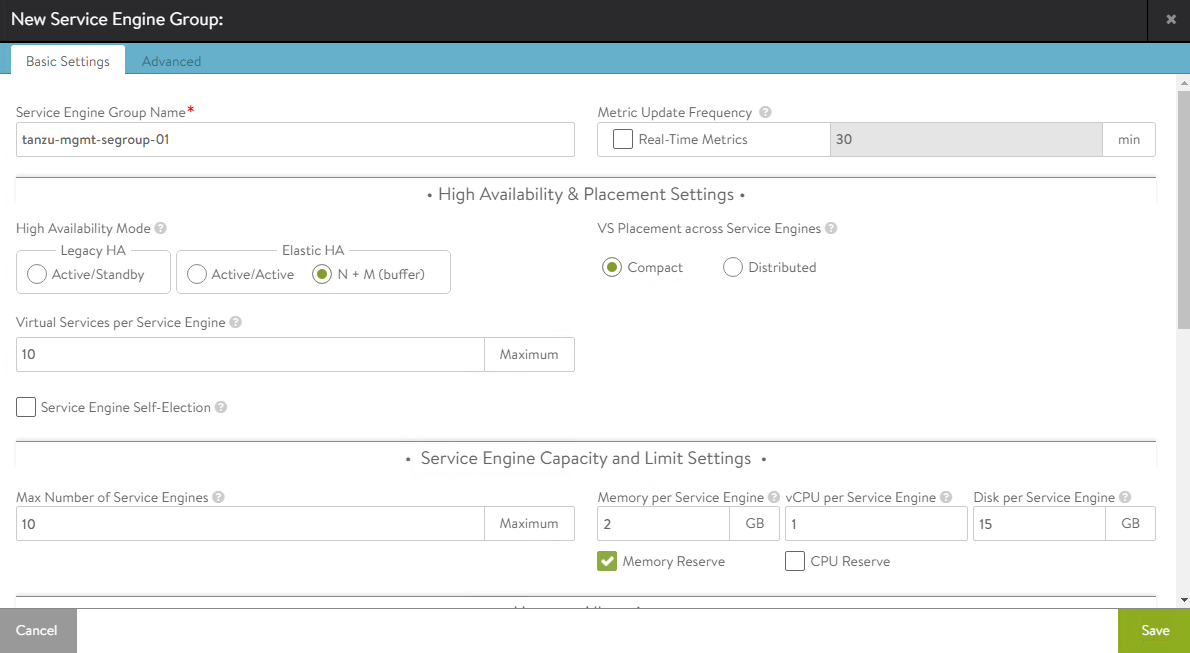 New Service Engine Group:
Basic Settings
Advanced
Service Engine Group Name*
Metric Update Frequency ?
tanzu-mgmt-segroup-01
Real-Time Metrics
30
min
• High Availability & Placement Settings •
High Availability Mode ?
VS Placement across Service Engines ?
Legacy HA
Elastic HA
Active/Standby
Active/Active
N + M (buffer)
Compact
Distributed
Virtual Services per Service Engine ?
10
Maximum
Service Engine Self-Election ?
• Service Engine Capacity and Limit Settings •
Max Number of Service Engines ?
Memory per Service Engine ?
vCPU per Service Engine ?
Disk per Service Engine ?
10
Maximum
2
GB
1
15
GB
Memory Reserve
CPU Reserve
Cancel
Save